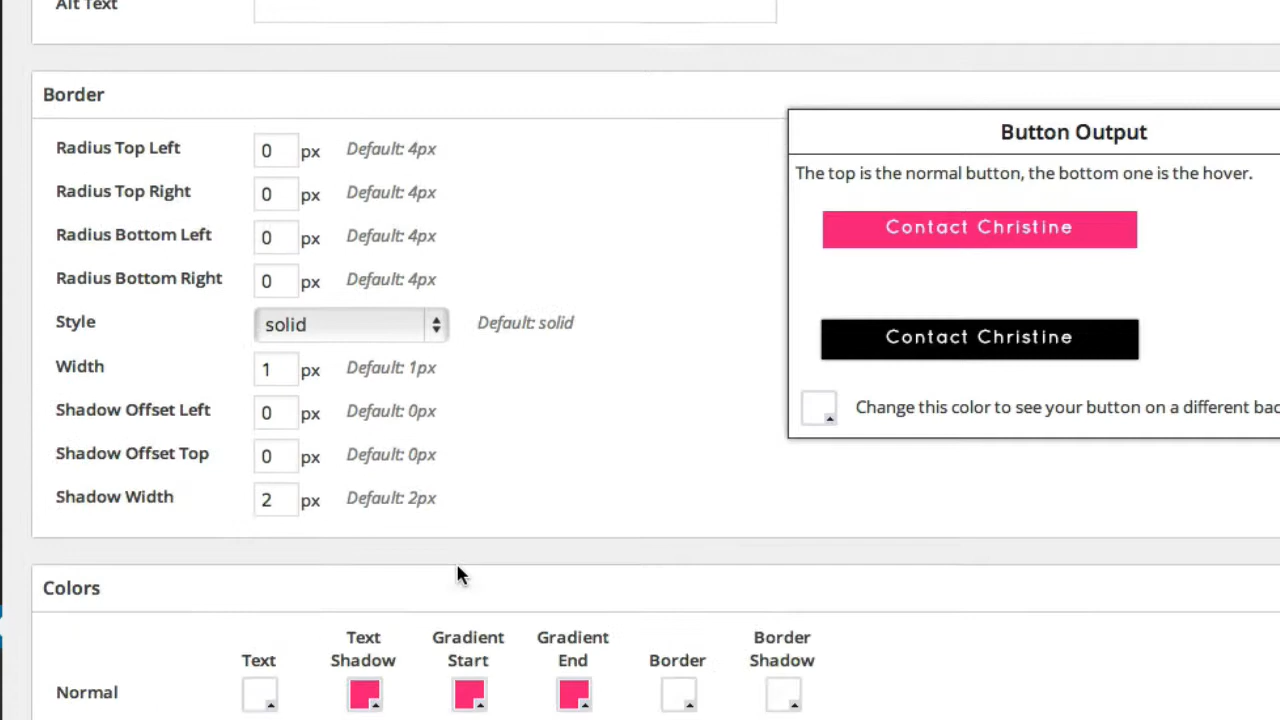 Alt Text
Border
Radius Top Left 0 px Default: 4px
Radius Top Right 0 px Default: 4px
Radius Bottom Left 0 px Default: 4px
Radius Bottom Right 0 px Default: 4px
Style solid Default: solid
Width 1 px Default: 1px
Shadow Offset Left 0 px Default: 0px
Shadow Offset Top 0 px Default: 0px
Shadow Width 2 px Default: 2px
Button Output
The top is the normal button, the bottom one is the hover.
Contact Christine
Contact Christine
Change this color to see your button on a different
Colors
Text Gradient Gradient Border
Text Shadow Start End Border Shadow
Normal